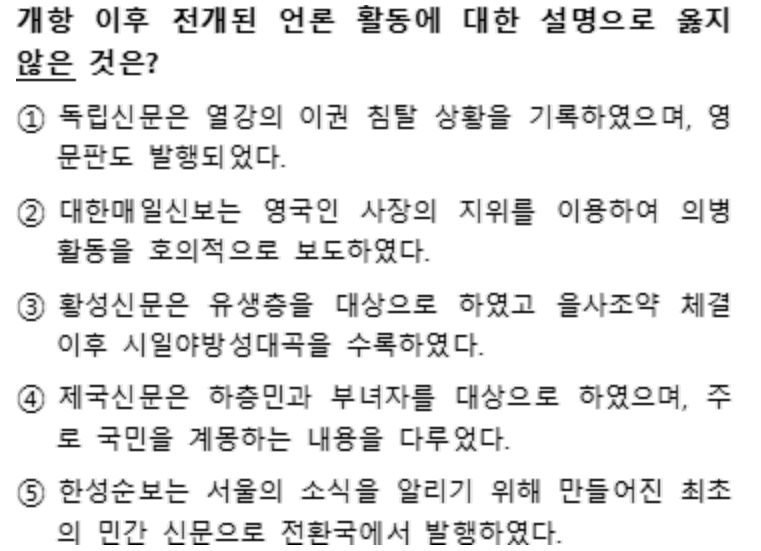 개항 이후 전개된 언론 활동에 대한 설명으로 옳지
않은 것은?
① 독립신문은 열강의 이권 침탈 상황을 기록하였으며, 영
문판도 발행되었다.
② 대한매일신보는 영국인 사장의 지위를 이용하여 의병
활동을 호의적으로 보도하였다.
③ 황성신문은 유생층을 대상으로 하였고 을사조약 체결
이후 시일야방성대곡을 수록하였다.
④ 제국신문은 하층민과 부녀자를 대상으로 하였으며, 주
로 국민을 계몽하는 내용을 다루었다.
⑤ 한성순보는 서울의 소식을 알리기 위해 만들어진 최초
의 민간 신문으로 전환국에서 발행하였다.